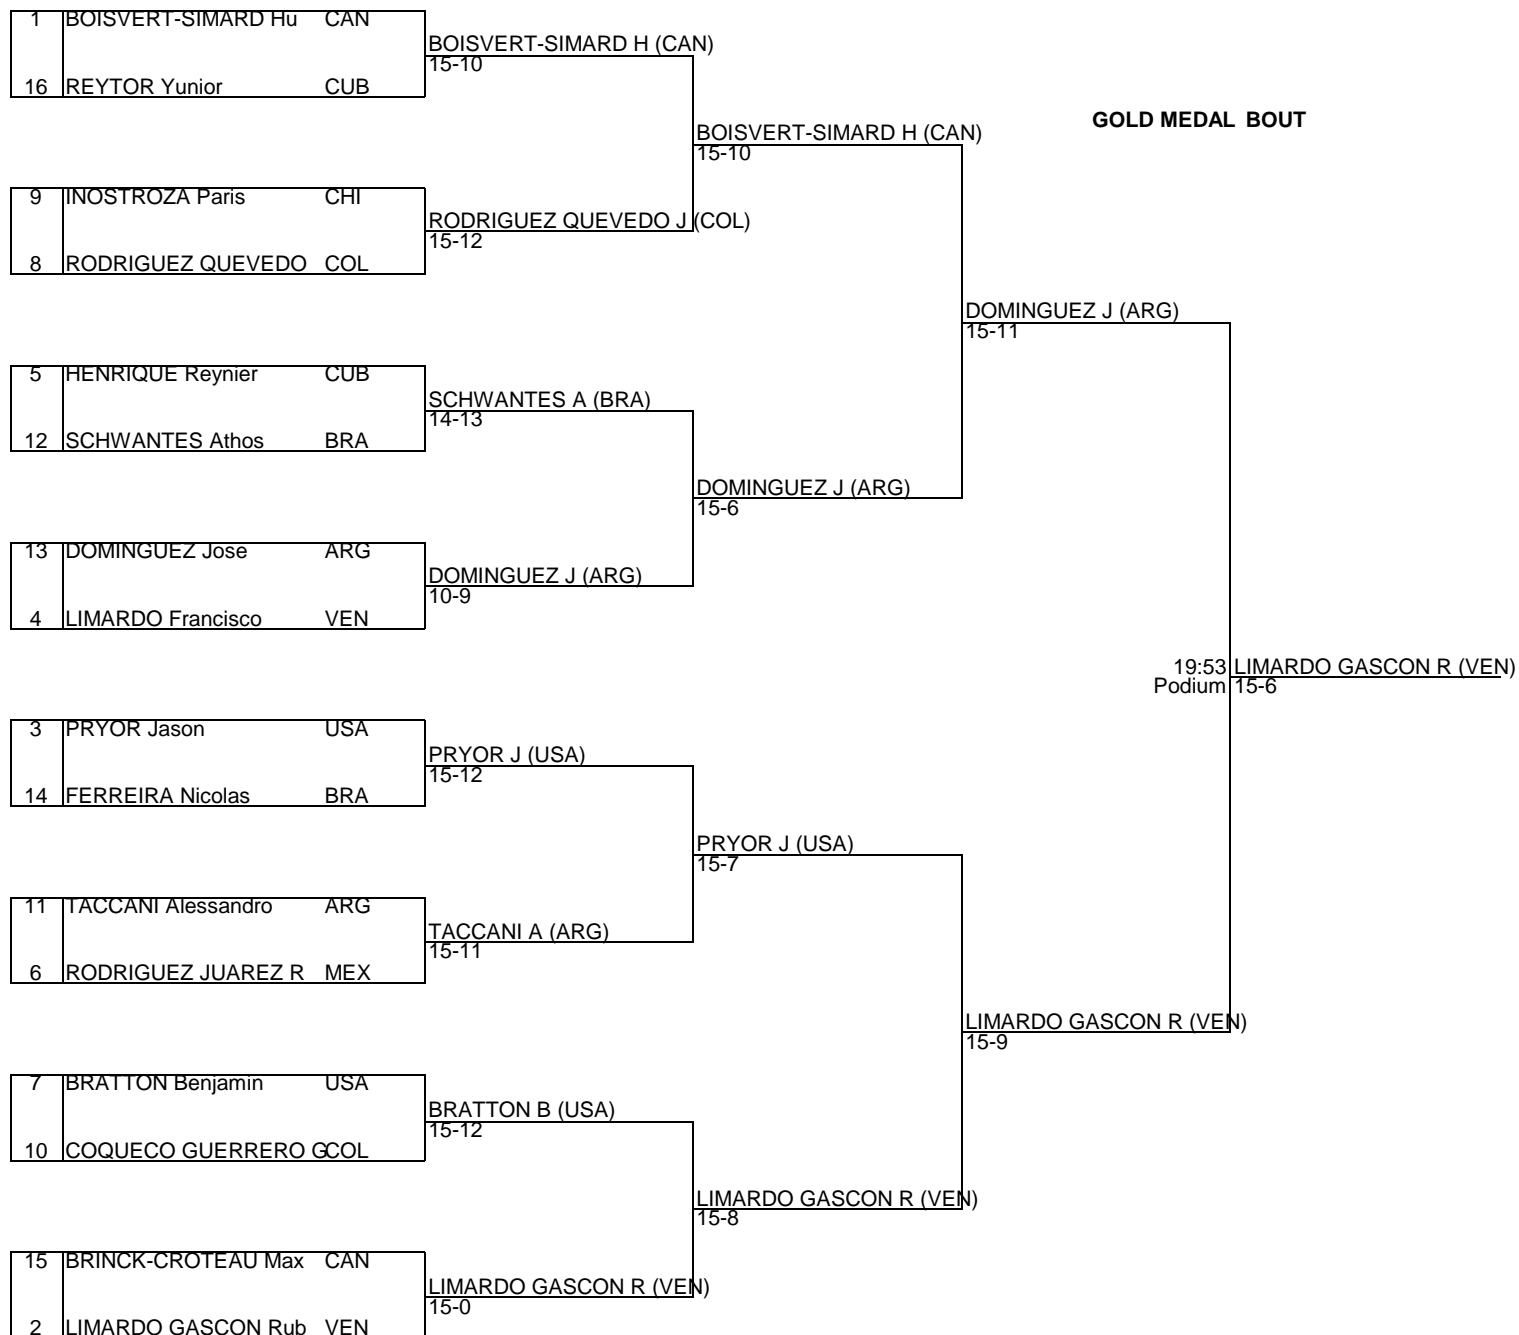 1 BOISVERT-SIMARD Hu CAN
BOISVERT-SIMARD H (CAN)
15-10
16 REYTOR Yunior CUB
GOLD MEDAL BOUT
BOISVERT-SIMARD H (CAN)
15-10
9 INOSTROZA Paris CHI
RODRIGUEZ QUEVEDO J (COL)
15-12
8 RODRIGUEZ QUEVEDO COL
DOMINGUEZ J (ARG)
15-11
5 HENRIQUE Reynier CUB
SCHWANTES A (BRA)
14-13
12 SCHWANTES Athos BRA
DOMINGUEZ J (ARG)
15-6
13 DOMINGUEZ Jose ARG
DOMINGUEZ J (ARG)
10-9
4 LIMARDO Francisco VEN
19:53 LIMARDO GASCON R (VEN)
Podium 15-6
3 PRYOR Jason USA
PRYOR J (USA)
15-12
14 FERREIRA Nicolas BRA
PRYOR J (USA)
15-7
11 TACCANI Alessandro ARG
TACCANI A (ARG)
15-11
6 RODRIGUEZ JUAREZ R MEX
LIMARDO GASCON R (VEN)
15-9
7 BRATTON Benjamin USA
BRATTON B (USA)
15-12
10 COQUECO GUERRERO G COL
LIMARDO GASCON R (VEN)
15-8
15 BRINCK-CROTEAU Max CAN
LIMARDO GASCON R (VEN)
15-0
2 LIMARDO GASCON Rub VEN